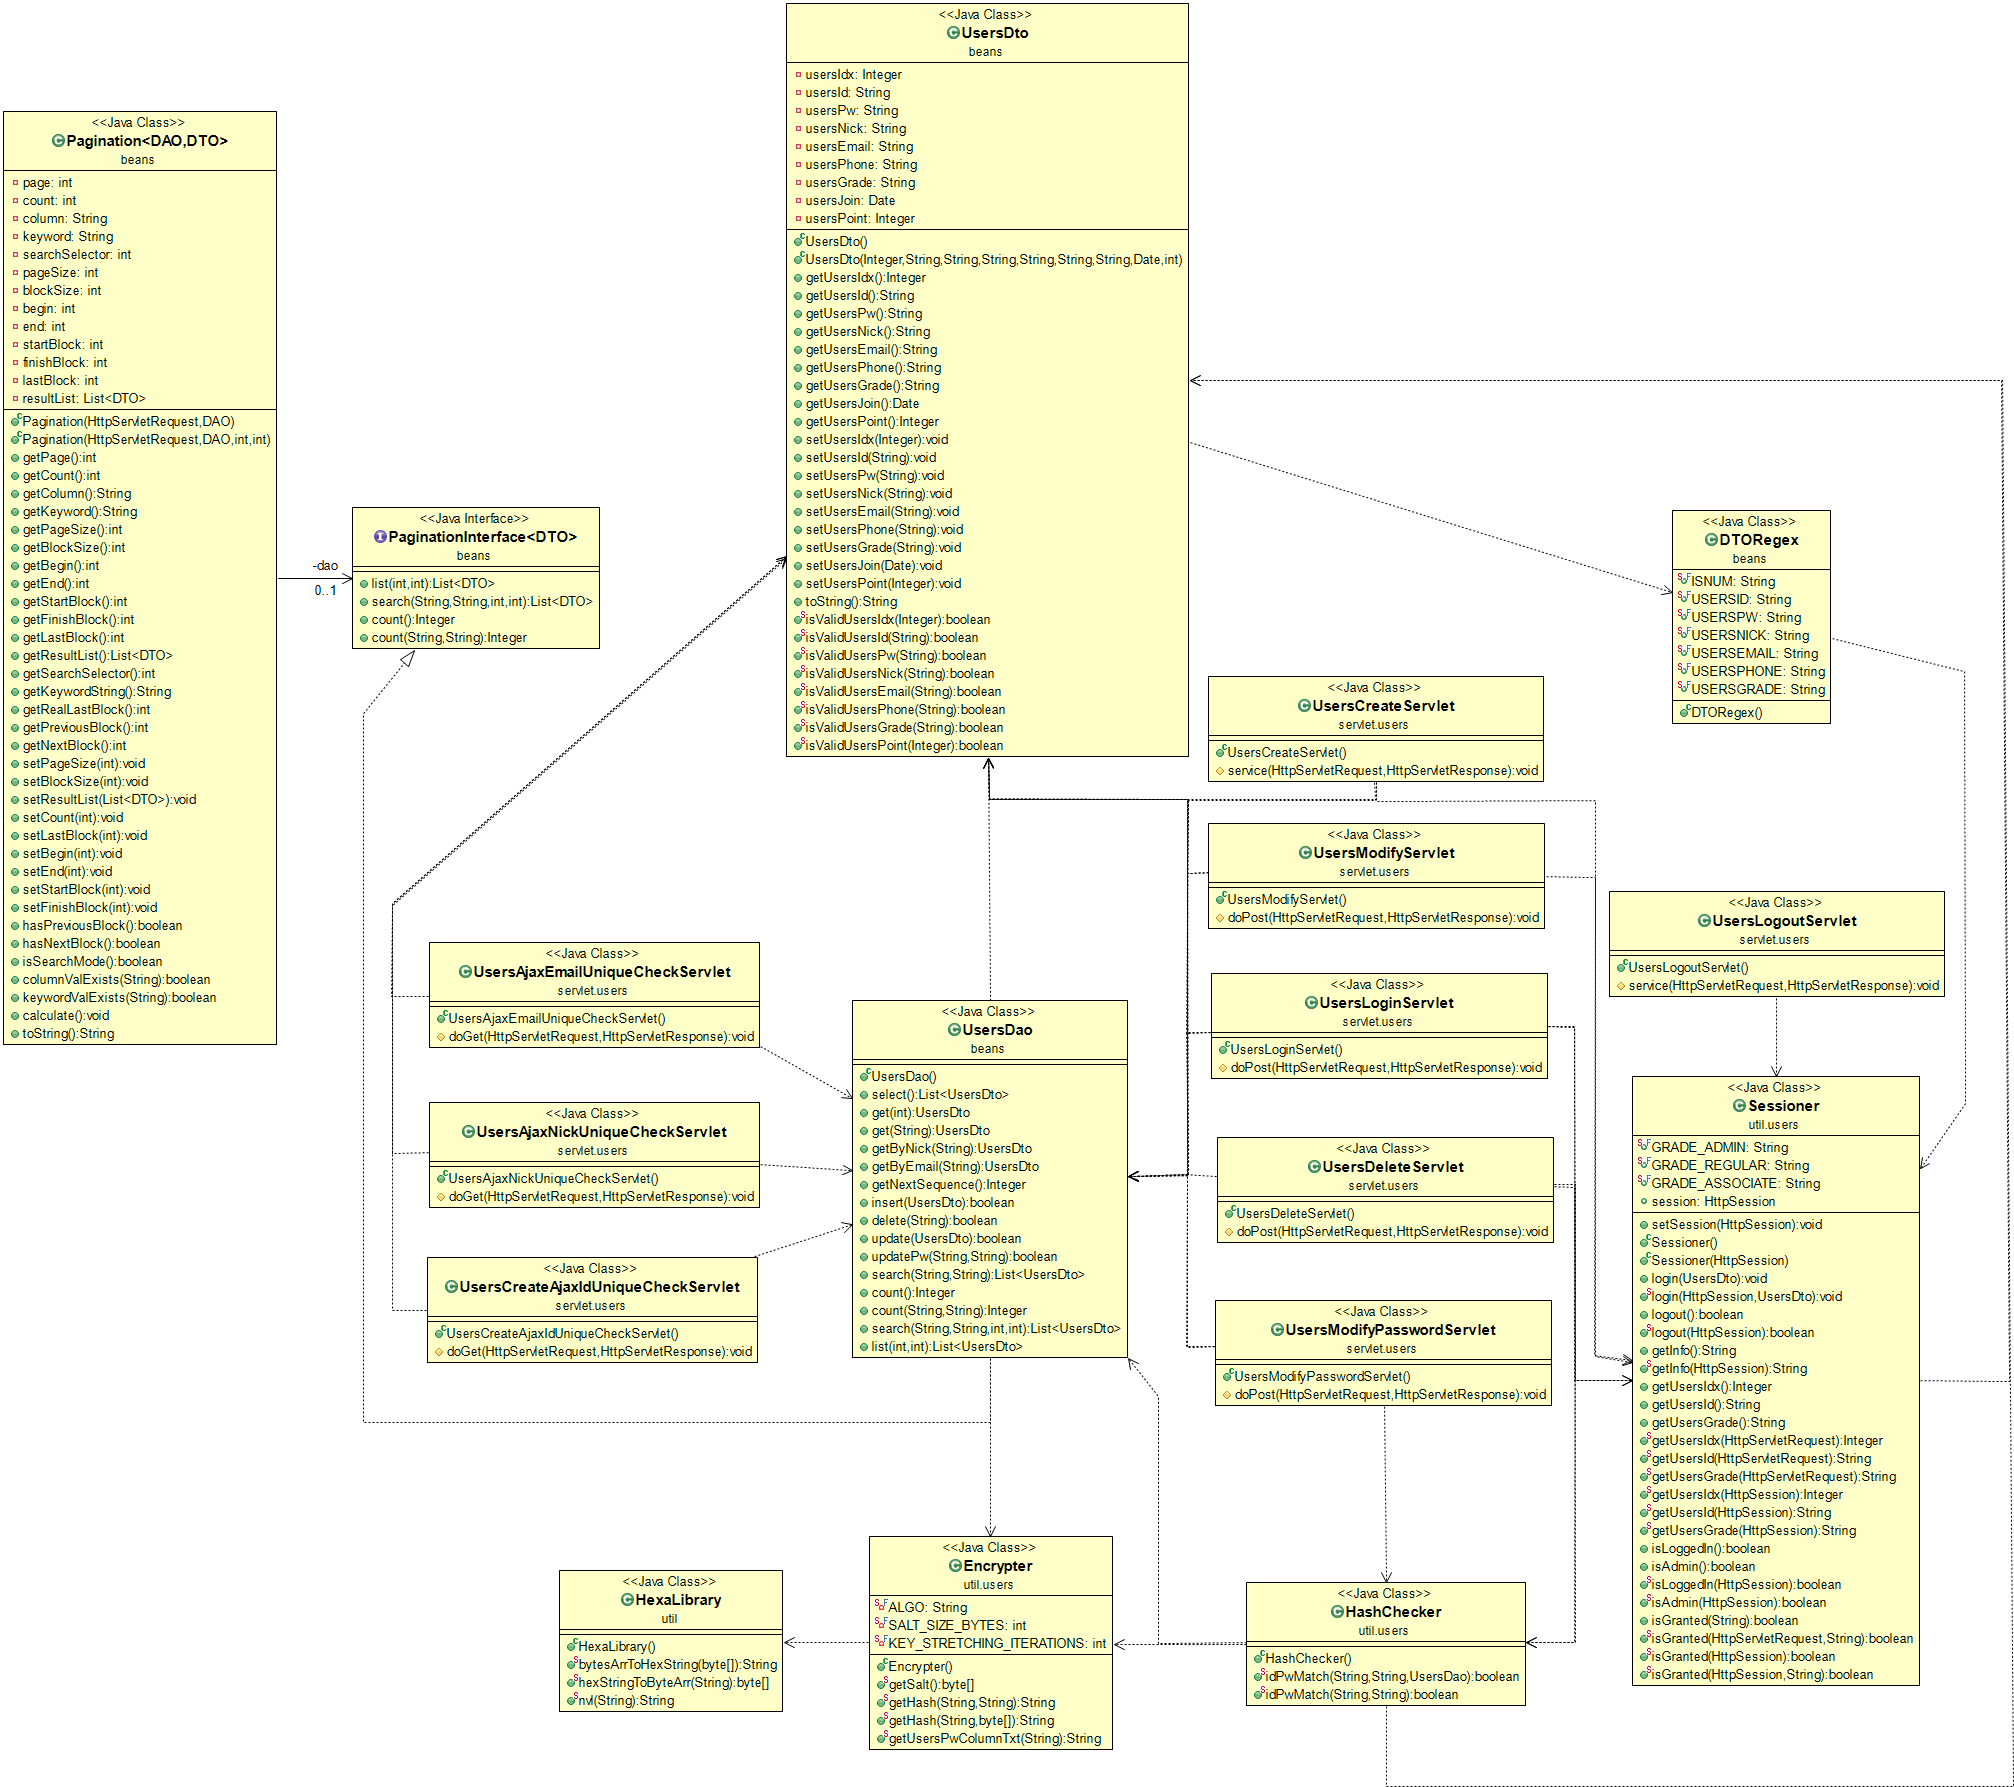 <<Java Class>>
UsersDto
beans
usersIdx: Integer
usersId: String
usersPw: String
usersNick: String
usersEmail: String
usersPhone: String
usersGrade: String
usersJoin: Date
usersPoint: Integer
UsersDto()
UsersDto(Integer,String,String,String,String,String,String,Date,int)
getUsersIdx():Integer
getUsersId():String
getUsersPw():String
getUsersNick():String
getUsersEmail():String
getUsersPhone():String
getUsersGrade():String
getUsersJoin():Date
getUsersPoint():Integer
setUsersIdx(Integer):void
setUsersId(String):void
setUsersPw(String):void
setUsersNick(String):void
setUsersEmail(String):void
setUsersPhone(String):void
setUsersGrade(String):void
setUsersJoin(Date):void
setUsersPoint(Integer):void
toString():String
isValidUsersIdx(Integer):boolean
isValidUsersId(String):boolean
isValidUsersPw(String):boolean
isValidUsersNick(String):boolean
isValidUsersEmail(String):boolean
isValidUsersPhone(String):boolean
isValidUsersGrade(String):boolean
isValidUsersPoint(Integer):boolean
<<Java Class>>
Pagination<DAO,DTO>
beans
page: int
count: int
column: String
keyword: String
searchSelector: int
pageSize: int
blockSize: int
begin: int
end: int
startBlock: int
finishBlock: int
lastBlock: int
resultList: List<DTO>
Pagination(HttpServletRequest,DAO)
Pagination(HttpServletRequest,DAO,int,int)
getPage():int
getCount():int
getColumn():String
getKeyword():String
getPageSize():int
getBlockSize():int
getBegin():int
getEnd():int
getStartBlock():int
getFinishBlock():int
getLastBlock():int
getResultList():List<DTO>
getSearchSelector():int
getKeywordString():String
getRealLastBlock():int
getPreviousBlock():int
getNextBlock():int
setPageSize(int):void
setBlockSize(int):void
setResultList(List<DTO>):void
setCount(int):void
setLastBlock(int):void
setBegin(int):void
setEnd(int):void
setStartBlock(int):void
setFinishBlock(int):void
hasPreviousBlock():boolean
hasNextBlock():boolean
isSearchMode():boolean
columnValExists(String):boolean
keywordValExists(String):boolean
calculate():void
toString():String
-dao
0..1
<<Java Interface>>
PaginationInterface<DTO>
beans
list(int,int):List<DTO>
search(String,String,int,int):List<DTO>
count():Integer
count(String,String):Integer
<<Java Class>>
DTORegex
beans
ISNUM: String
USERSID: String
USERSPW: String
USERSNICK: String
USERSEMAIL: String
USERSPHONE: String
USERSGRADE: String
DTORegex()
<<Java Class>>
UsersCreateServlet
servlet.users
UsersCreateServlet()
service(HttpServletRequest,HttpServletResponse):void
<<Java Class>>
UsersModifyServlet
servlet.users
UsersModifyServlet()
doPost(HttpServletRequest,HttpServletResponse):void
<<Java Class>>
UsersLogoutServlet
servlet.users
UsersLogoutServlet()
service(HttpServletRequest,HttpServletResponse):void
<<Java Class>>
UsersAjaxEmailUniqueCheckServlet
servlet.users
UsersAjaxEmailUniqueCheckServlet()
doGet(HttpServletRequest,HttpServletResponse):void
<<Java Class>>
UsersLoginServlet
servlet.users
UsersLoginServlet()
doPost(HttpServletRequest,HttpServletResponse):void
<<Java Class>>
UsersDao
beans
UsersDao()
select():List<UsersDto>
get(int):UsersDto
get(String):UsersDto
getByNick(String):UsersDto
getByEmail(String):UsersDto
getNextSequence():Integer
insert(UsersDto):boolean
delete(String):boolean
update(UsersDto):boolean
updatePw(String,String):boolean
search(String,String):List<UsersDto>
count():Integer
count(String,String):Integer
search(String,String,int,int):List<UsersDto>
list(int,int):List<UsersDto>
<<Java Class>>
UsersAjaxNickUniqueCheckServlet
servlet.users
UsersAjaxNickUniqueCheckServlet()
doGet(HttpServletRequest,HttpServletResponse):void
<<Java Class>>
UsersDeleteServlet
servlet.users
UsersDeleteServlet()
doPost(HttpServletRequest,HttpServletResponse):void
<<Java Class>>
Sessioner
util.users
GRADE_ADMIN: String
GRADE_REGULAR: String
GRADE_ASSOCIATE: String
session: HttpSession
setSession(HttpSession):void
Sessioner()
Sessioner(HttpSession)
login(UsersDto):void
login(HttpSession,UsersDto):void
logout():boolean
logout(HttpSession):boolean
getInfo():String
getInfo(HttpSession):String
getUsersIdx():Integer
getUsersId():String
getUsersGrade():String
getUsersIdx(HttpServletRequest):Integer
getUsersId(HttpServletRequest):String
getUsersGrade(HttpServletRequest):String
getUsersIdx(HttpSession):Integer
getUsersId(HttpSession):String
getUsersGrade(HttpSession):String
isLoggedIn():boolean
isAdmin():boolean
isLoggedIn(HttpSession):boolean
isAdmin(HttpSession):boolean
isGranted(String):boolean
isGranted(HttpServletRequest,String):boolean
isGranted(HttpSession):boolean
isGranted(HttpSession,String):boolean
<<Java Class>>
UsersCreateAjaxIdUniqueCheckServlet
servlet.users
UsersCreateAjaxIdUniqueCheckServlet()
doGet(HttpServletRequest,HttpServletResponse):void
<<Java Class>>
UsersModifyPasswordServlet
servlet.users
UsersModifyPasswordServlet()
doPost(HttpServletRequest,HttpServletResponse):void
<<Java Class>>
Encrypter
util.users
ALGO: String
SALT_SIZE_BYTES: int
KEY_STRETCHING_ITERATIONS: int
Encrypter()
getSalt():byte[]
getHash(String,String):String
getHash(String,byte[]):String
getUsersPwColumnTxt(String):String
<<Java Class>>
HexaLibrary
util
HexaLibrary()
bytesArrToHexString(byte[]):String
hexStringToByteArr(String):byte[]
nvl(String):String
<<Java Class>>
HashChecker
util.users
HashChecker()
idPwMatch(String,String,UsersDao):boolean
idPwMatch(String,String):boolean